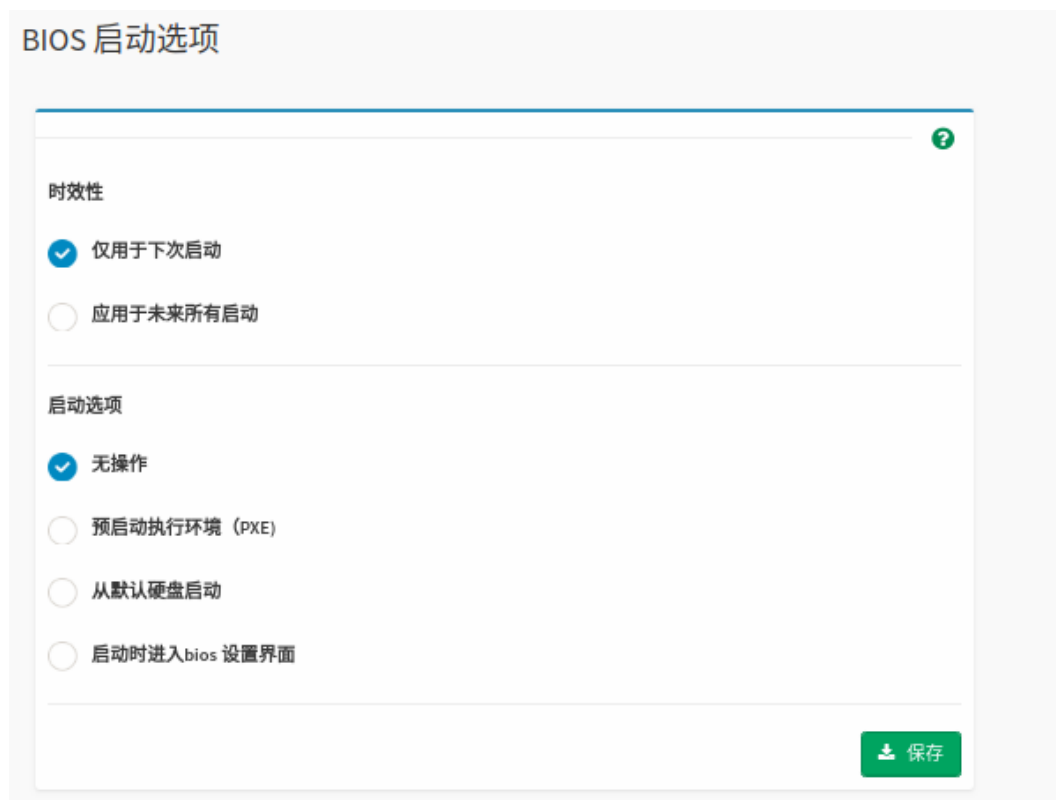 BIOS 启动选项
时效性
仅用于下次启动
应用于未来所有启动
启动选项
无操作
预启动执行环境（PXE)
从默认硬盘启动
启动时进入bios 设置界面
保存